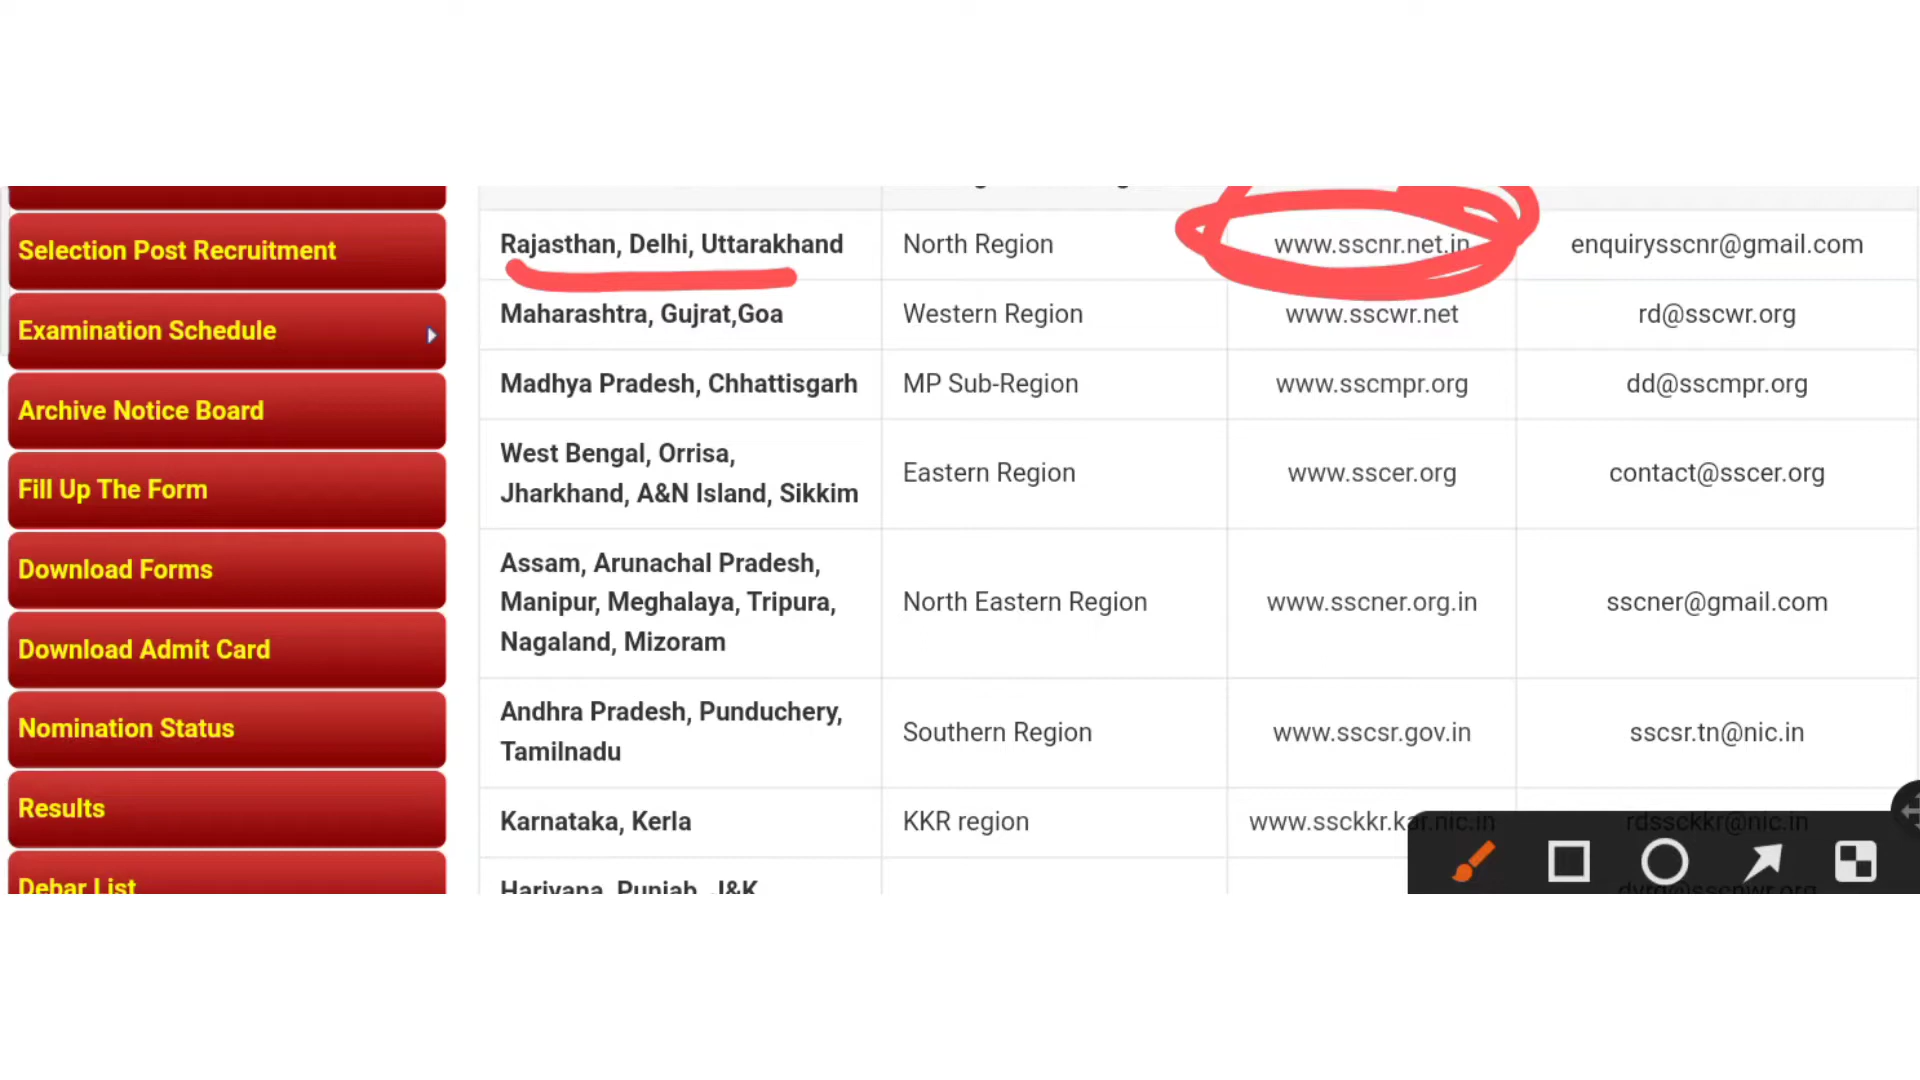 Selection Post Recruitment
Examination Schedule
Archive Notice Board
Fill Up The Form
Download Forms
Download Admit Card
Nomination Status
Results
Debar List
Rajasthan, Delhi, Uttarakhand North Region www.sscnr.net.in enquirysscnr@gmail.com
Maharashtra, Gujrat,Goa Western Region www.sscwr.net rd@sscwr.org
Madhya Pradesh, Chhattisgarh MP Sub-Region www.sscmpr.org dd@sscmpr.org
West Bengal, Orrisa,
Jharkhand, A&N Island, Sikkim Eastern Region www.sscer.org contact@sscer.org
Assam, Arunachal Pradesh,
Manipur, Meghalaya, Tripura, North Eastern Region www.sscner.org.in sscner@gmail.com
Nagaland, Mizoram
Andhra Pradesh, Punduchery,
Tamilnadu Southern Region www.sscsr.gov.in sscsr.tn@nic.in
Karnataka, Kerla KKR region www.ssckkr.kar.nic.in rdssckkr@nic.in
Hariyana, Punjab, J&K